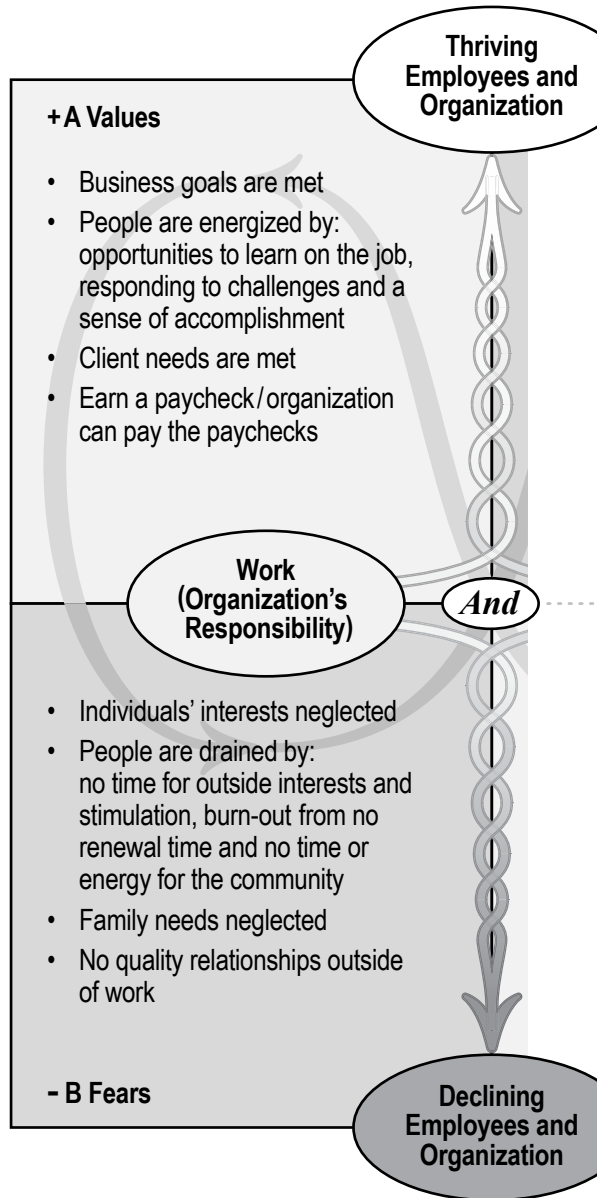 Thriving
Employees and
Organization
+A Values
• Business goals are met
• People are energized by:
opportunities to learn on the job,
responding to challenges and a
sense of accomplishment
• Client needs are met
• Earn a paycheck/organization
can pay the paychecks
Work
(Organization’s
Responsibility)
And
• Individuals’ interests neglected
• People are drained by:
no time for outside interests and
stimulation, burn-out from no
renewal time and no time or
energy for the community
• Family needs neglected
• No quality relationships outside
of work
- B Fears
Declining
Employees and
Organization